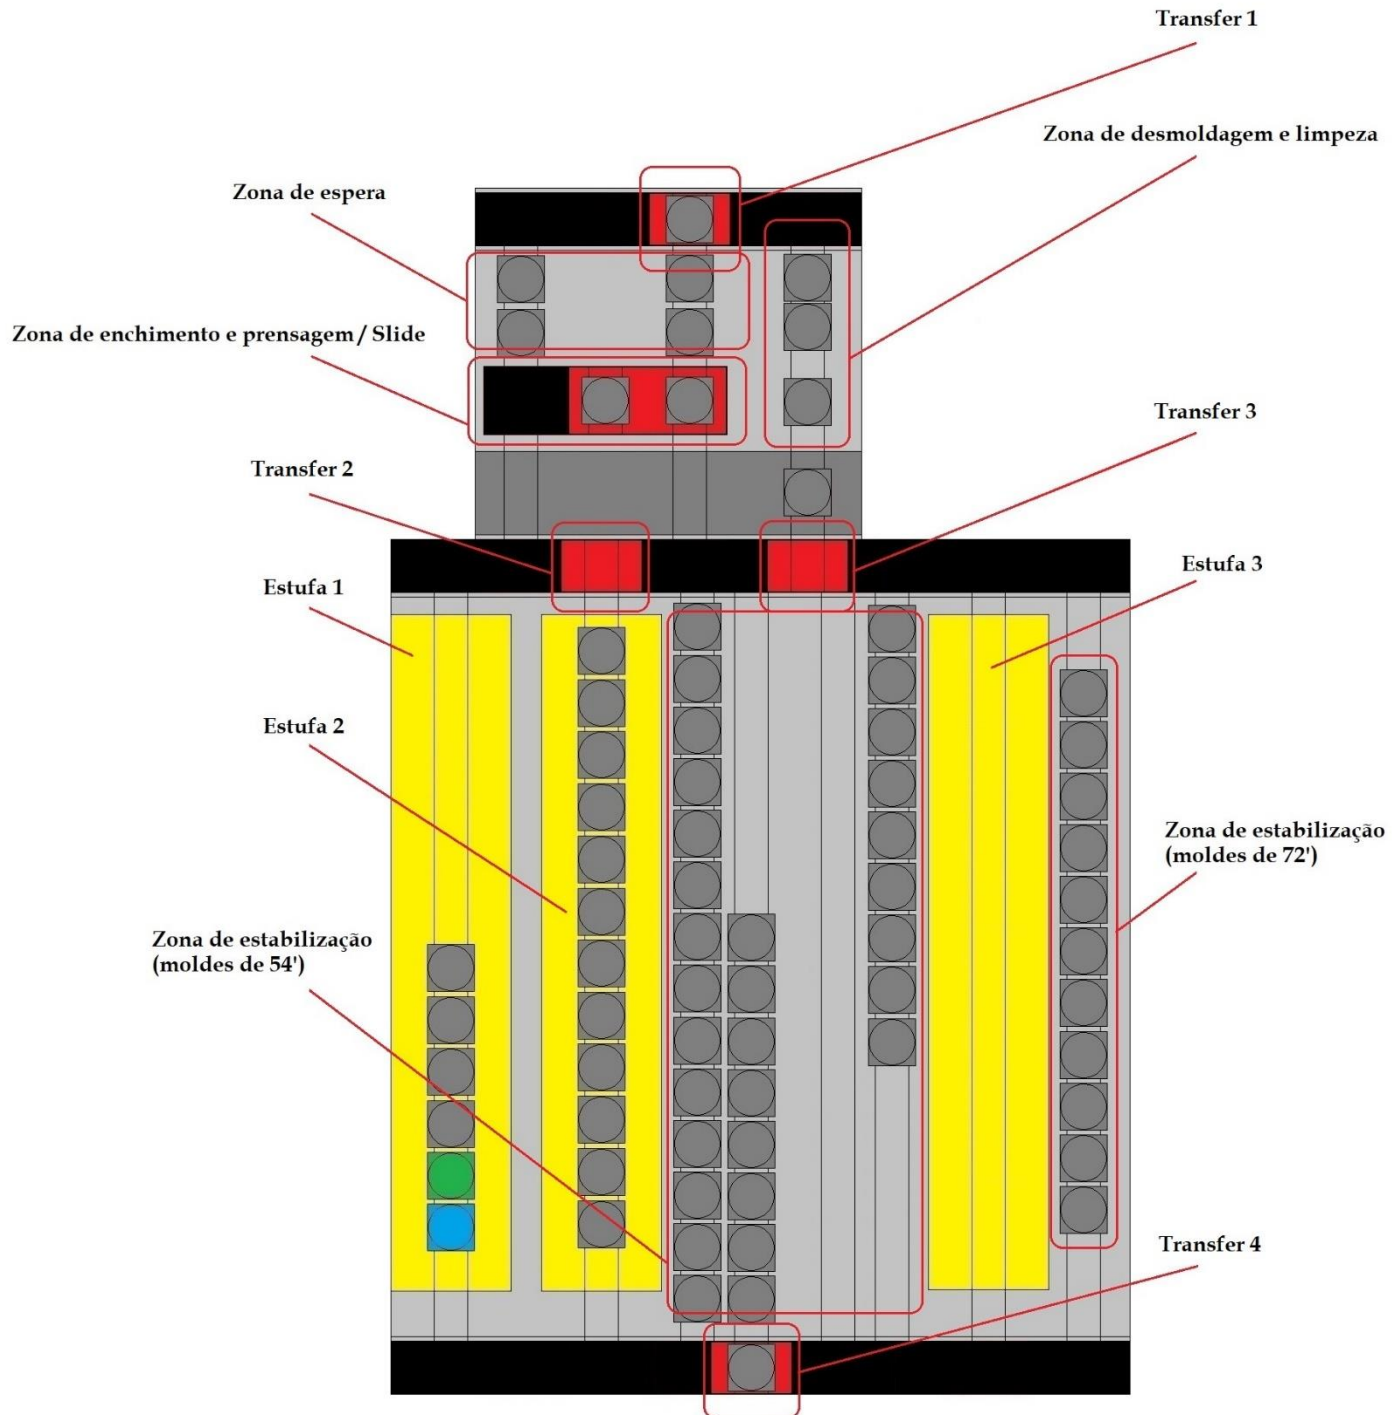 Transfer 1
Zona de desmoldagem e limpeza
Zona de espera
Zona de enchimento e prensagem / Slide
Transfer 3
Transfer 2
Estufa 3
Estufa 1
Estufa 2
Zona de estabilização
(moldes de 72')
Zona de estabilização
(moldes de 54')
Transfer 4